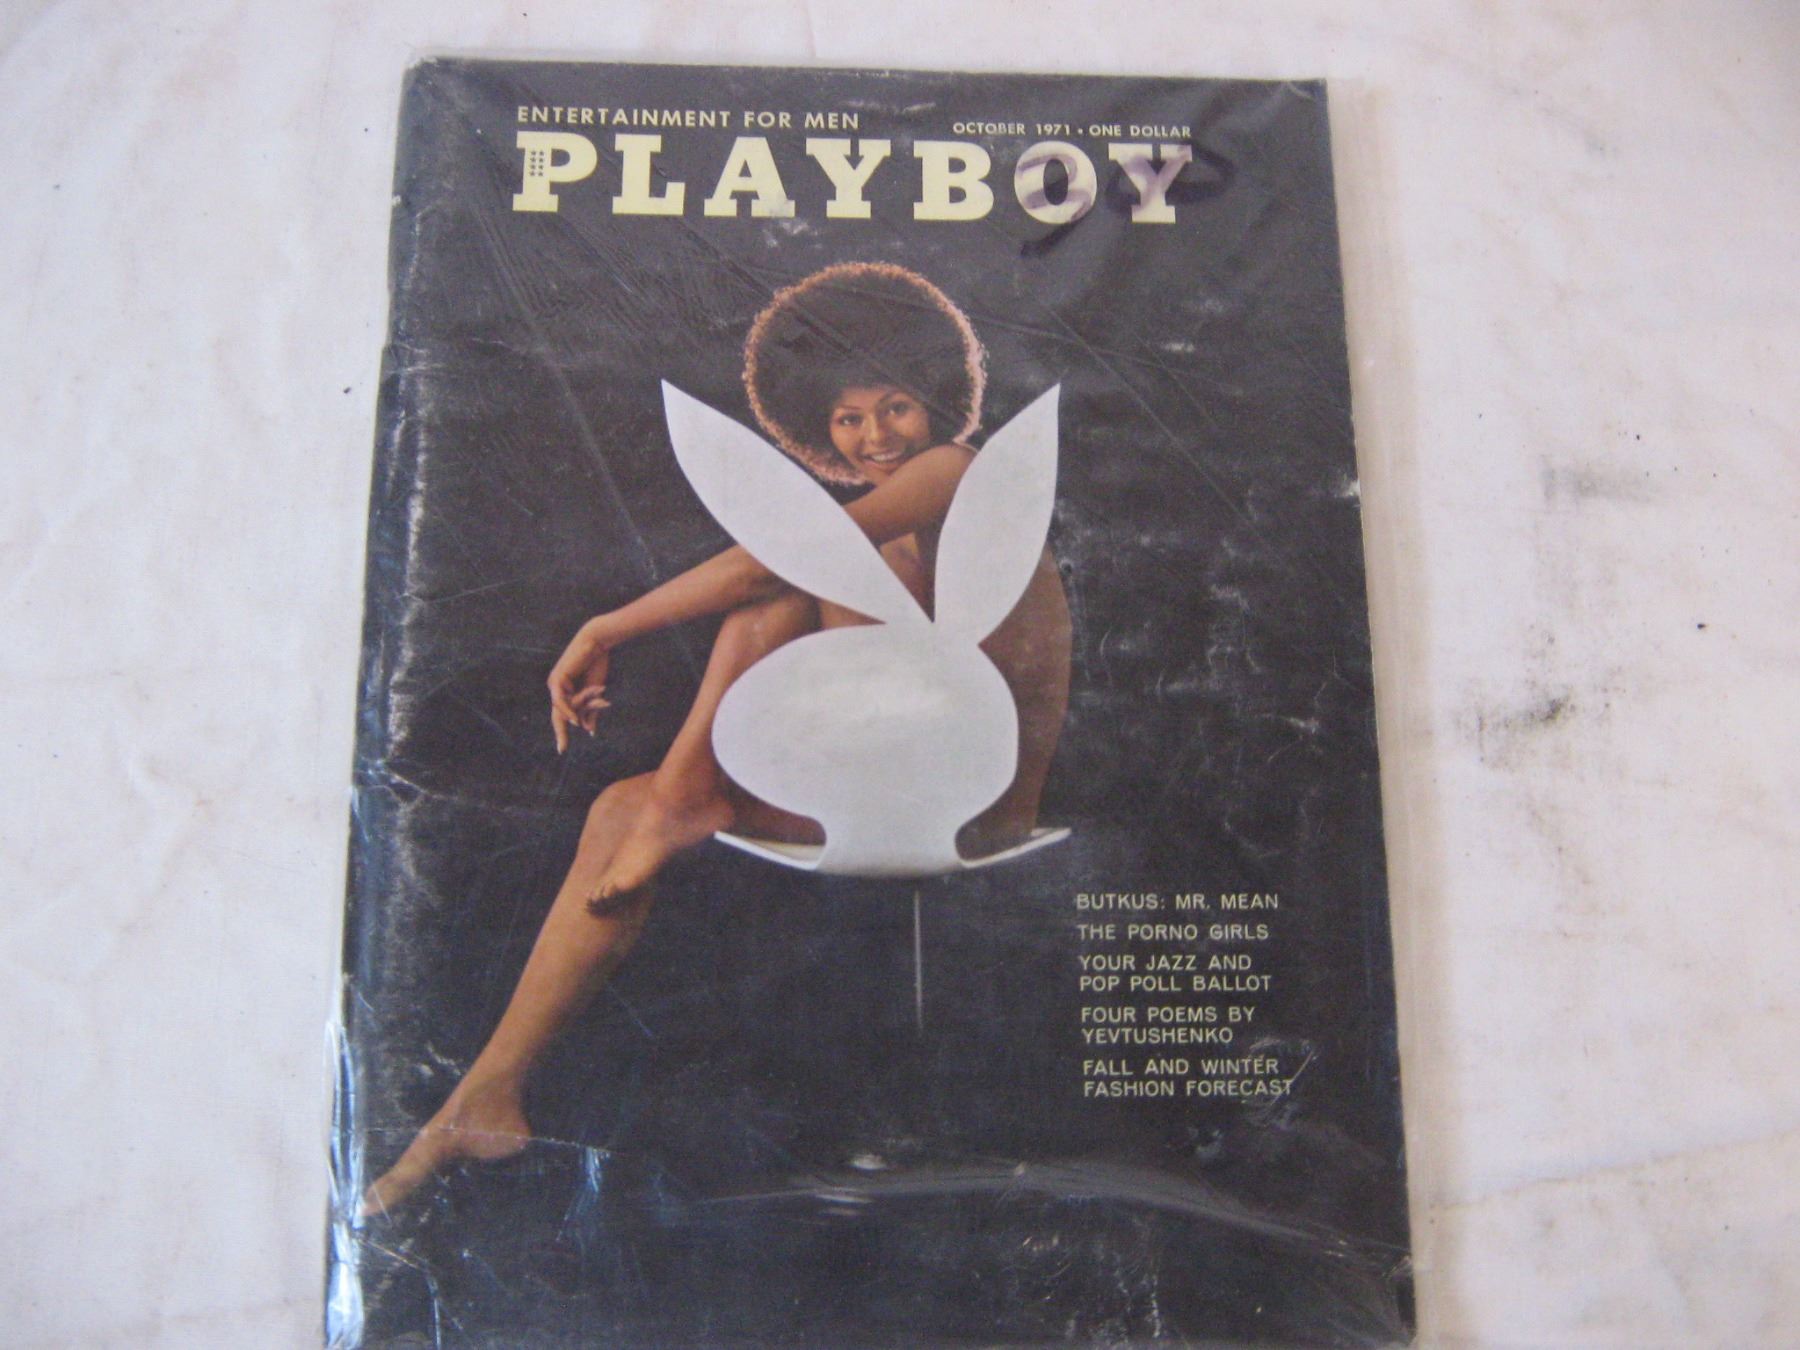 ENTERTAINMENT FOR MEN
OCTOBER 1971 • ONE DOLLAR
PLAYBOY
BUTKUS: MR. MEAN
THE PORNO GIRLS
YOUR JAZZ AND
POP POLL BALLOT
FOUR POEMS BY
YEVTUSHENKO
FALL AND WINTER
FASHION FORECAST